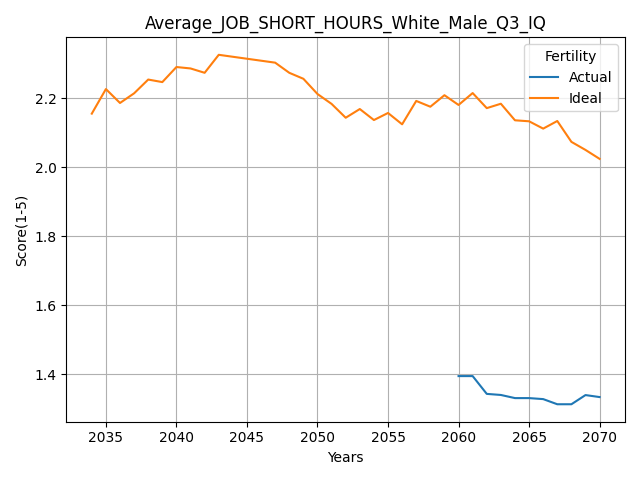 Average_JOB_SHORT_HOURS_White_Male_Q3_IQ
Fertility
Actual
Ideal
Score(1-5)
2.2
2.0
1.8
1.6
1.4
2035 2040 2045 2050 2055 2060 2065 2070
Years